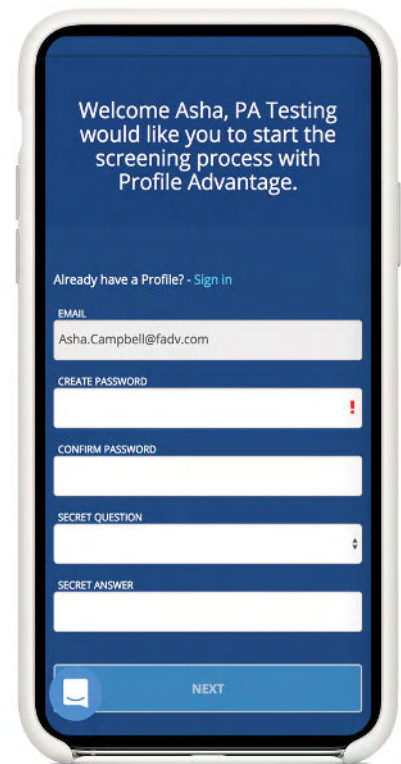 Welcome Asha, PA Testing
would like you to start the
screening process with
Profile Advantage.
Already have a Profile? - Sign in
EMAIL
Asha.Campbell@fadv.com
CREATE PASSWORD
!
CONFIRM PASSWORD
SECRET QUESTION
SECRET ANSWER
NEXT